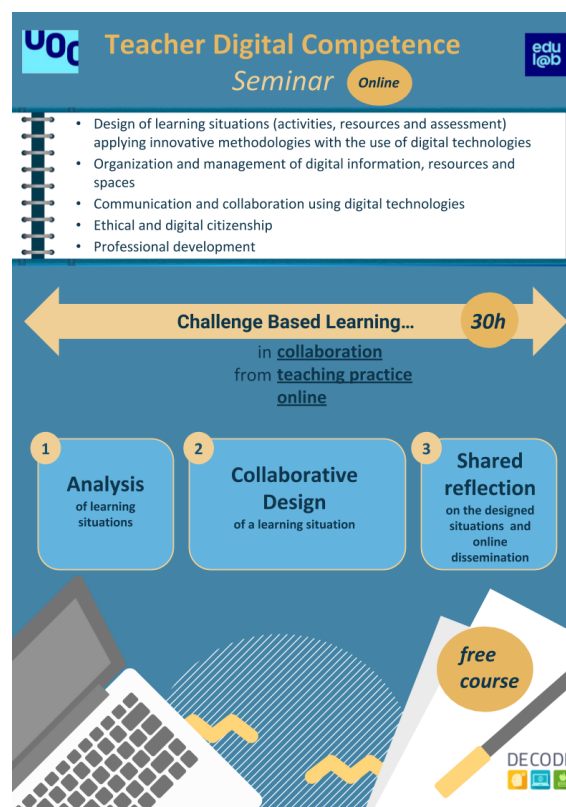 UOC
Teacher Digital Competence
edu
l@b
Seminar
Online
• Design of learning situations (activities, resources and assessment)
applying innovative methodologies with the use of digital technologies
• Organization and management of digital information, resources and
spaces
• Communication and collaboration using digital technologies
• Ethical and digital citizenship
• Professional development
Challenge Based Learning...
30h
in collaboration
from teaching practice
online
1
Analysis
of learning
situations
2
Collaborative
Design
of a learning situation
3
Shared
reflection
on the designed
situations and
online
dissemination
free
course
DECODE